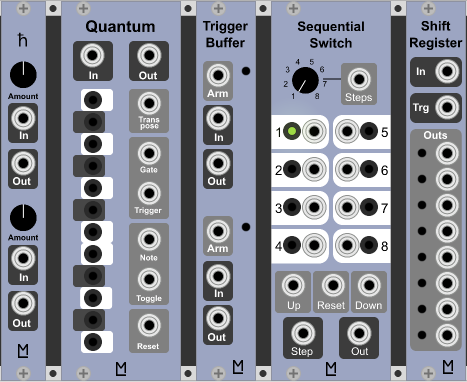 ħ
Amount
In
Out
Amount
In
Out
Quantum
In
Out
Trans
pose
Gate
Trigger
Note
Toggle
Reset
Trigger
Buffer
Arm
In
Out
Arm
In
Out
Sequential
Switch
1
2
3
4
5
6
7
8
Steps
1
5
2
6
3
7
4
8
Up
Reset
Down
Step
Out
Shift
Register
In
Trg
Outs